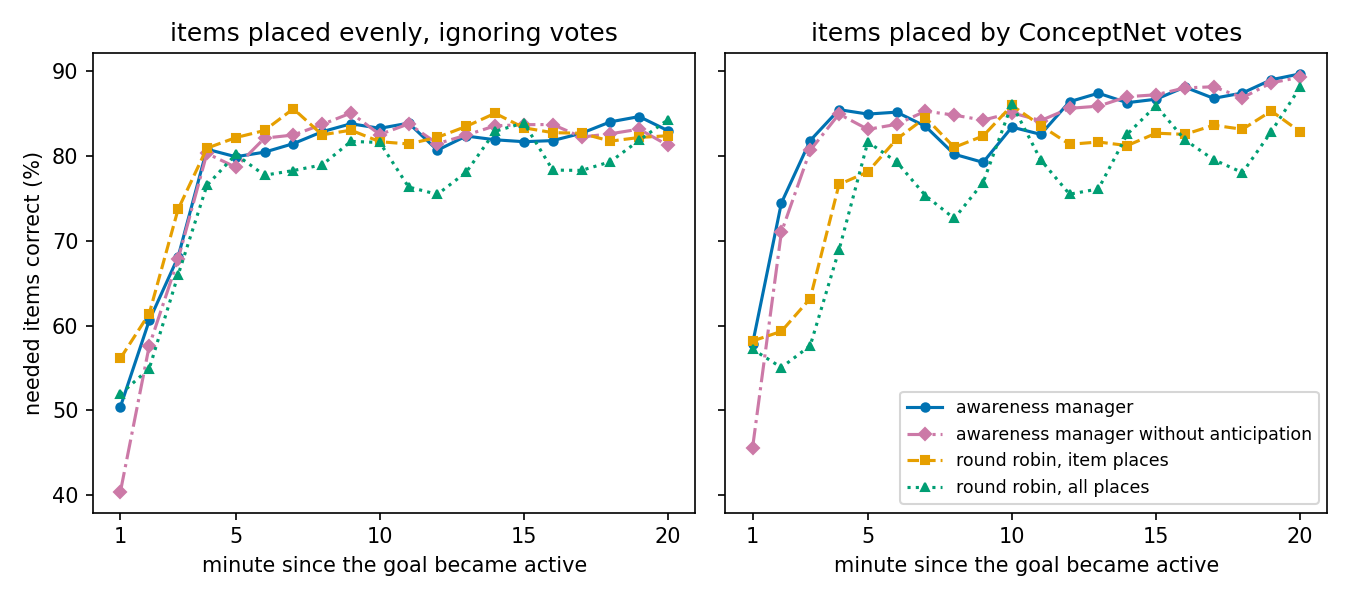 items placed evenly, ignoring votes
items placed by ConceptNet votes
needed items correct (%)
90
80
70
60
50
40
1 5 10 15 20
1 5 10 15 20
minute since the goal became active
minute since the goal became active
awareness manager
awareness manager without anticipation
round robin, item places
round robin, all places